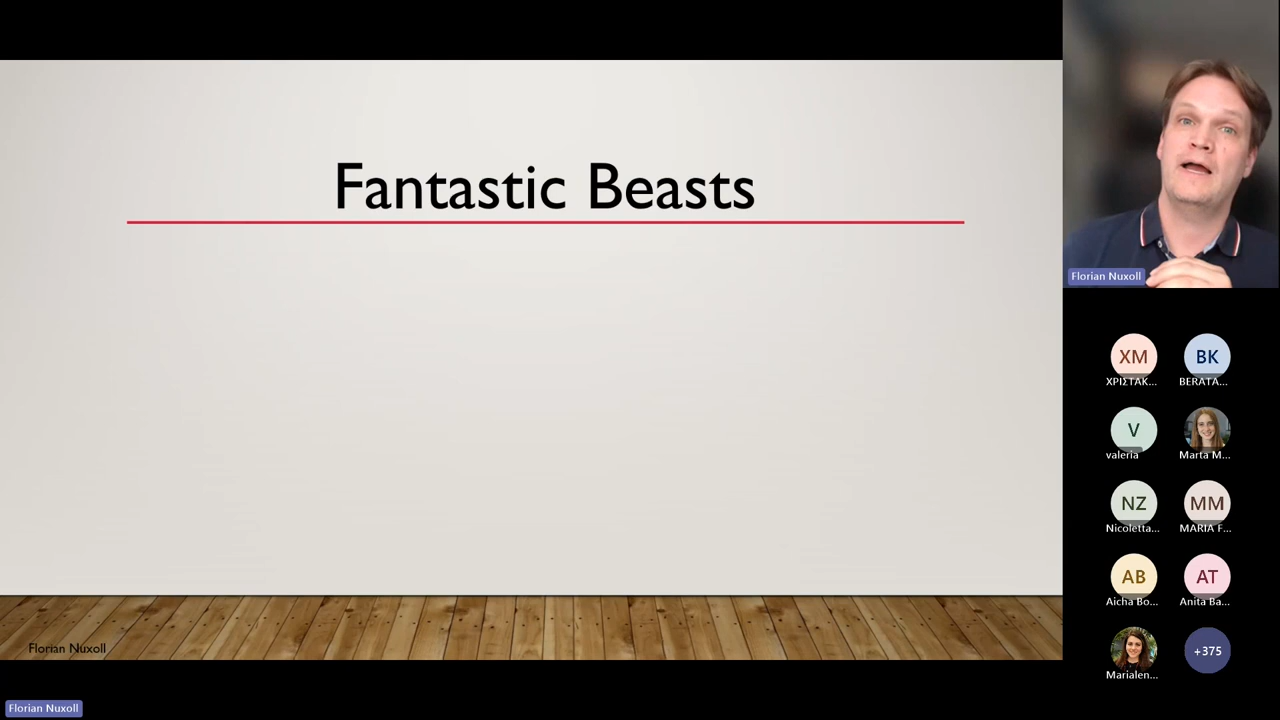 Fantastic Beasts
Florian Nuxoll
Florian Nuxoll
Florian Nuxoll
XM
ΧΡΙΣΤΑΚ...
BK
BERATA...
V
valeria
Marta M...
NZ
Nicoletta...
MM
MARIA F...
AB
Aicha Bo...
AT
Anita Ba...
Marialen...
+375